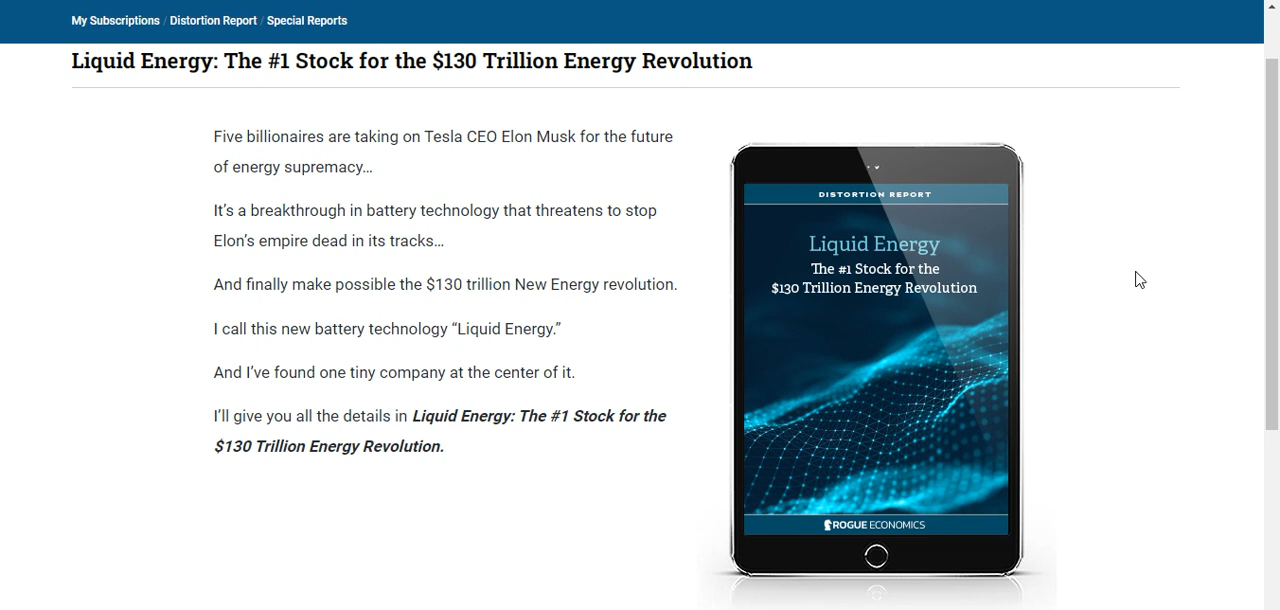 My Subscriptions / Distortion Report / Special Reports
Liquid Energy: The #1 Stock for the $130 Trillion Energy Revolution
Five billionaires are taking on Tesla CEO Elon Musk for the future
of energy supremacy…
It’s a breakthrough in battery technology that threatens to stop
Elon’s empire dead in its tracks…
And finally make possible the $130 trillion New Energy revolution.
I call this new battery technology “Liquid Energy.”
And I’ve found one tiny company at the center of it.
I’ll give you all the details in Liquid Energy: The #1 Stock for the
$130 Trillion Energy Revolution.
DISTORTION REPORT
Liquid Energy
The #1 Stock for the
$130 Trillion Energy Revolution
ROGUE ECONOMICS